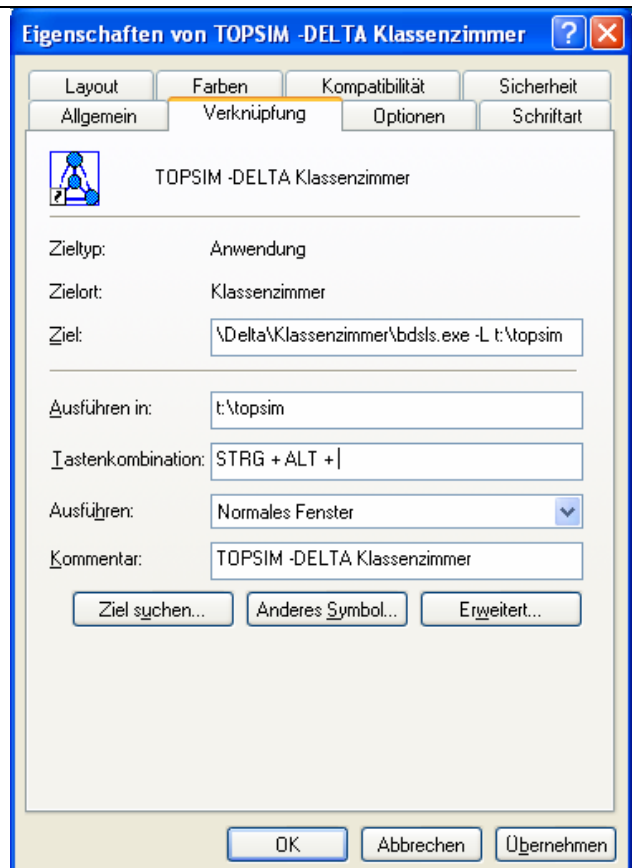 Eigenschaften von TOPSIM -DELTA Klassenzimmer
Layout Farben Kompatibilität Sicherheit
Allgemein Verknüpfung Optionen Schriftart
TOPSIM -DELTA Klassenzimmer
Zieltyp: Anwendung
Zielort: Klassenzimmer
Ziel: \Delta\Klassenzimmer\bdsls.exe -L t:\topsim
Ausführen in: t:\topsim
Tastenkombination: STRG + ALT +
Ausführen: Normales Fenster
Kommentar: TOPSIM -DELTA Klassenzimmer
Ziel suchen... Anderes Symbol... Erweitert...
OK Abbrechen Übernehmen